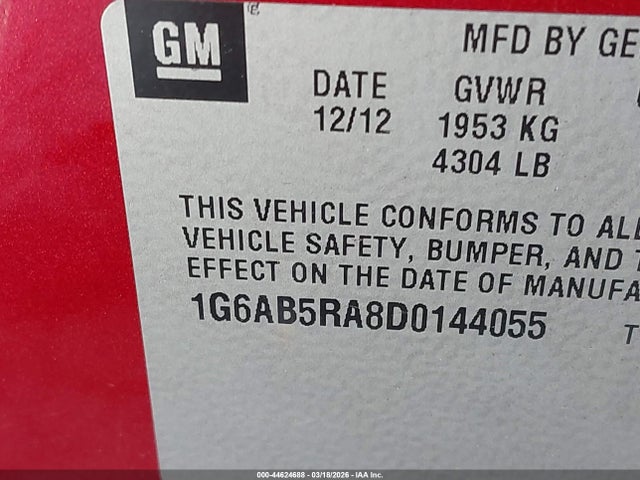 GM
MFD BY GE
DATE
GVWR
12/12
1953 KG
4304 LB
THIS VEHICLE CONFORMS TO ALL
VEHICLE SAFETY, BUMPER, AND T
EFFECT ON THE DATE OF MANUFA
1G6AB5RA8D0144055
T
000-44624688 - 03/18/2026 - IAA Inc.